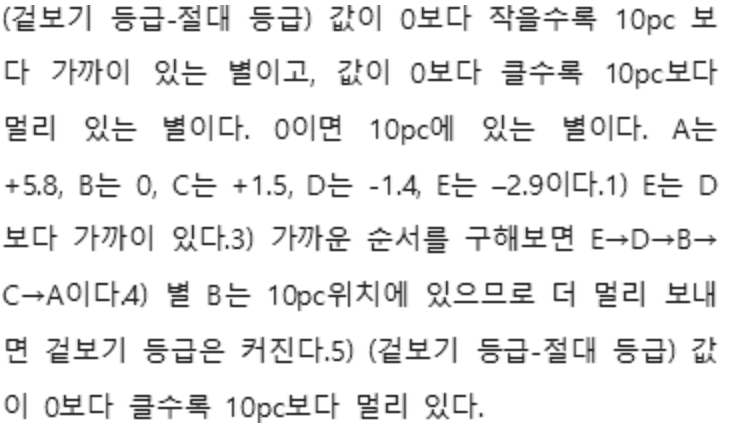 (겉보기 등급-절대 등급) 값이 0보다 작을수록 10pc 보
다 가까이 있는 별이고, 값이 0보다 클수록 10pc보다
멀리 있는 별이다. 0이면 10pc에 있는 별이다. A는
+5.8, B는 0, C는 +1.5, D는 -1.4, E는 –2.9이다.1) E는 D
보다 가까이 있다.3) 가까운 순서를 구해보면 E→D→B→
C→A이다.4) 별 B는 10pc위치에 있으므로 더 멀리 보내
면 겉보기 등급은 커진다.5) (겉보기 등급-절대 등급) 값
이 0보다 클수록 10pc보다 멀리 있다.